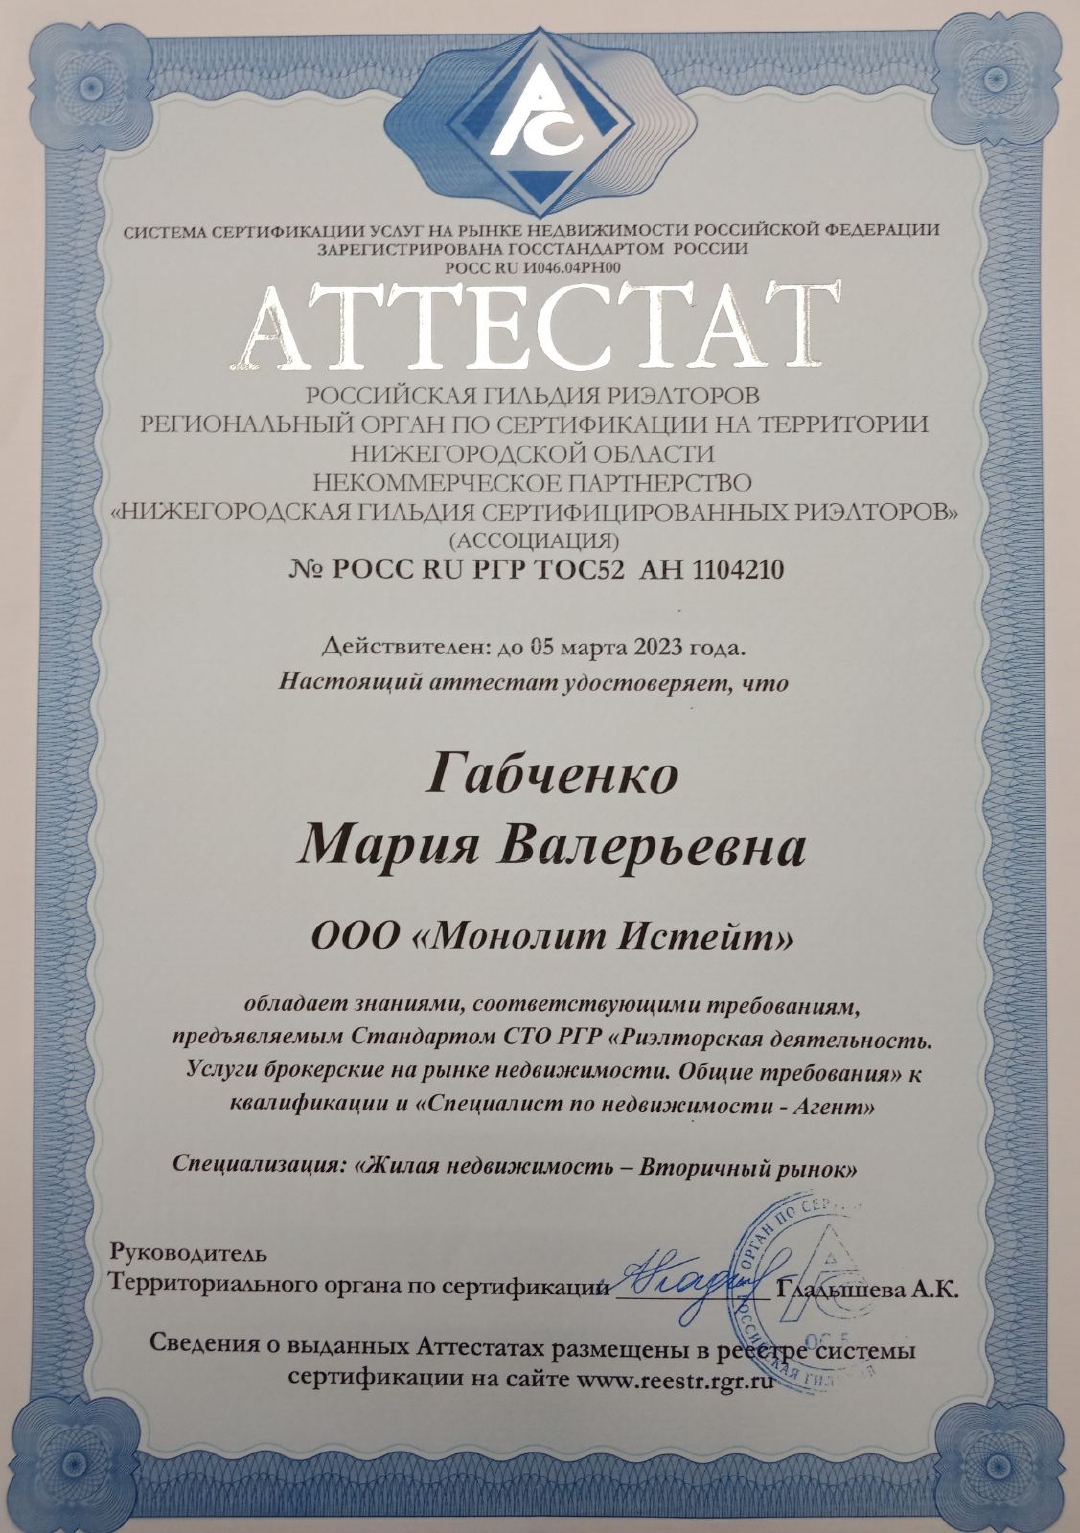 АС
СИСТЕМА СЕРТИФИКАЦИИ УСЛУГ НА РЫНКЕ НЕДВИЖИМОСТИ РОССИЙСКОЙ ФЕДЕРАЦИИ
ЗАРЕГИСТРИРОВАНА ГОССТАНДАРТОМ РОССИИ
РОСС RU И046.04РН00
АТТЕСТАТ
РОССИЙСКАЯ ГИЛЬДИЯ РИЭЛТОРОВ
РЕГИОНАЛЬНЫЙ ОРГАН ПО СЕРТИФИКАЦИИ НА ТЕРРИТОРИИ
НИЖЕГОРОДСКОЙ ОБЛАСТИ
НЕКОММЕРЧЕСКОЕ ПАРТНЕРСТВО
«НИЖЕГОРОДСКАЯ ГИЛЬДИЯ СЕРТИФИЦИРОВАННЫХ РИЭЛТОРОВ»
(АССОЦИАЦИЯ)
№ РОСС RU РГР ТОС52 АН 1104210
Действителен: до 05 марта 2023 года.
Настоящий аттестат удостоверяет, что
Габченко
Мария Валерьевна
ООО «Монолит Истейт»
обладает знаниями, соответствующими требованиям,
предъявляемым Стандартом СТО РГР «Риэлторская деятельность.
Услуги брокерские на рынке недвижимости. Общие требования» к
квалификации и «Специалист по недвижимости - Агент»
Специализация: «Жилая недвижимость – Вторичный рынок»
Руководитель
Территориального органа по сертификации Гладышева А.К.
ОРГАН ПО
Сведения о выданных Аттестатах размещены в реестре системы
сертификации на сайте www.reestr.rgr.ru